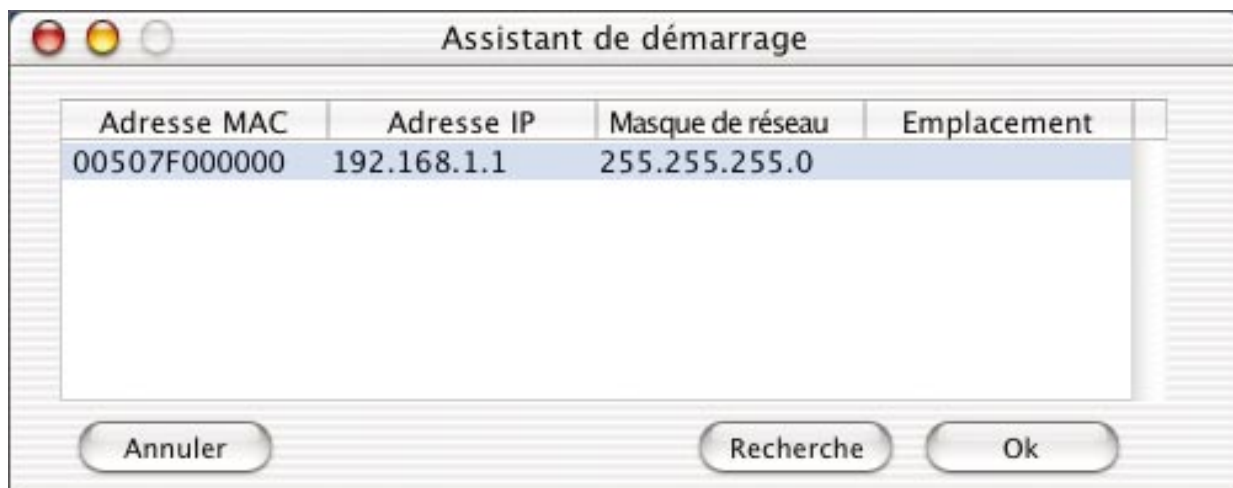 Assistant de démarrage
Adresse MAC Adresse IP Masque de réseau Emplacement
00507F000000 192.168.1.1 255.255.255.0
Annuler Recherche Ok